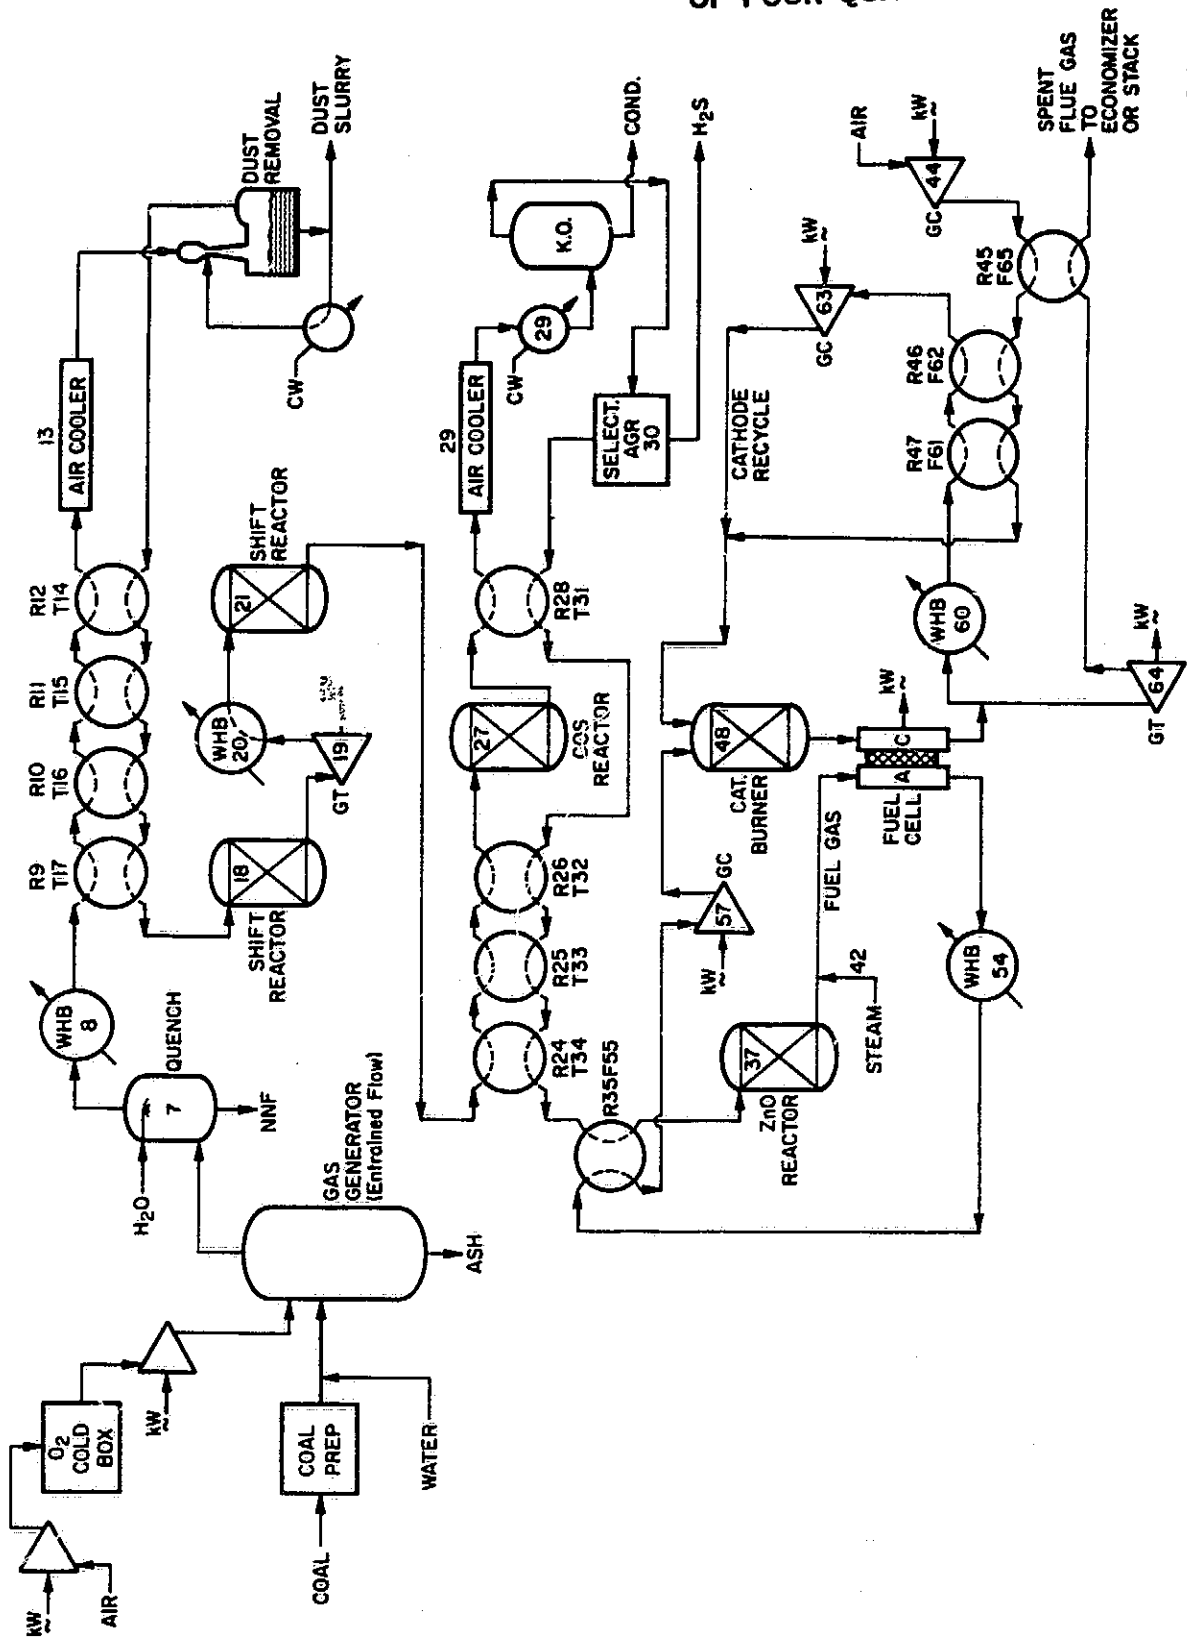 OF POOR
kW
~
AIR
O2
COLD
BOX
kW
~
COAL
COAL
PREP
WATER
H2O
7
QUENCH
NNF
GAS
GENERATOR
(Entrained Flow)
ASH
WHB
8
R9
T17
R10
T16
R11
T15
R12
T14
13
AIR COOLER
DUST
REMOVAL
DUST
SLURRY
CW
18
SHIFT
REACTOR
19
GT
WHB
20
21
SHIFT
REACTOR
R24
T34
R25
T33
R26
T32
27
COS
REACTOR
R28
T31
29
AIR COOLER
CW
29
K.O.
COND.
SELECT.
AGR
30
H2S
R35F55
37
ZnO
REACTOR
STEAM
42
FUEL GAS
kW
~
57
GC
48
CAT.
BURNER
CATHODE
RECYCLE
A
C
FUEL
CELL
kW
~
WHB
54
WHB
60
R47
F61
R46
F62
63
GC
kW
~
AIR
44
GC
kW
~
R45
F65
64
GT
kW
~
SPENT
FLUE GAS
TO
ECONOMIZER
OR STACK